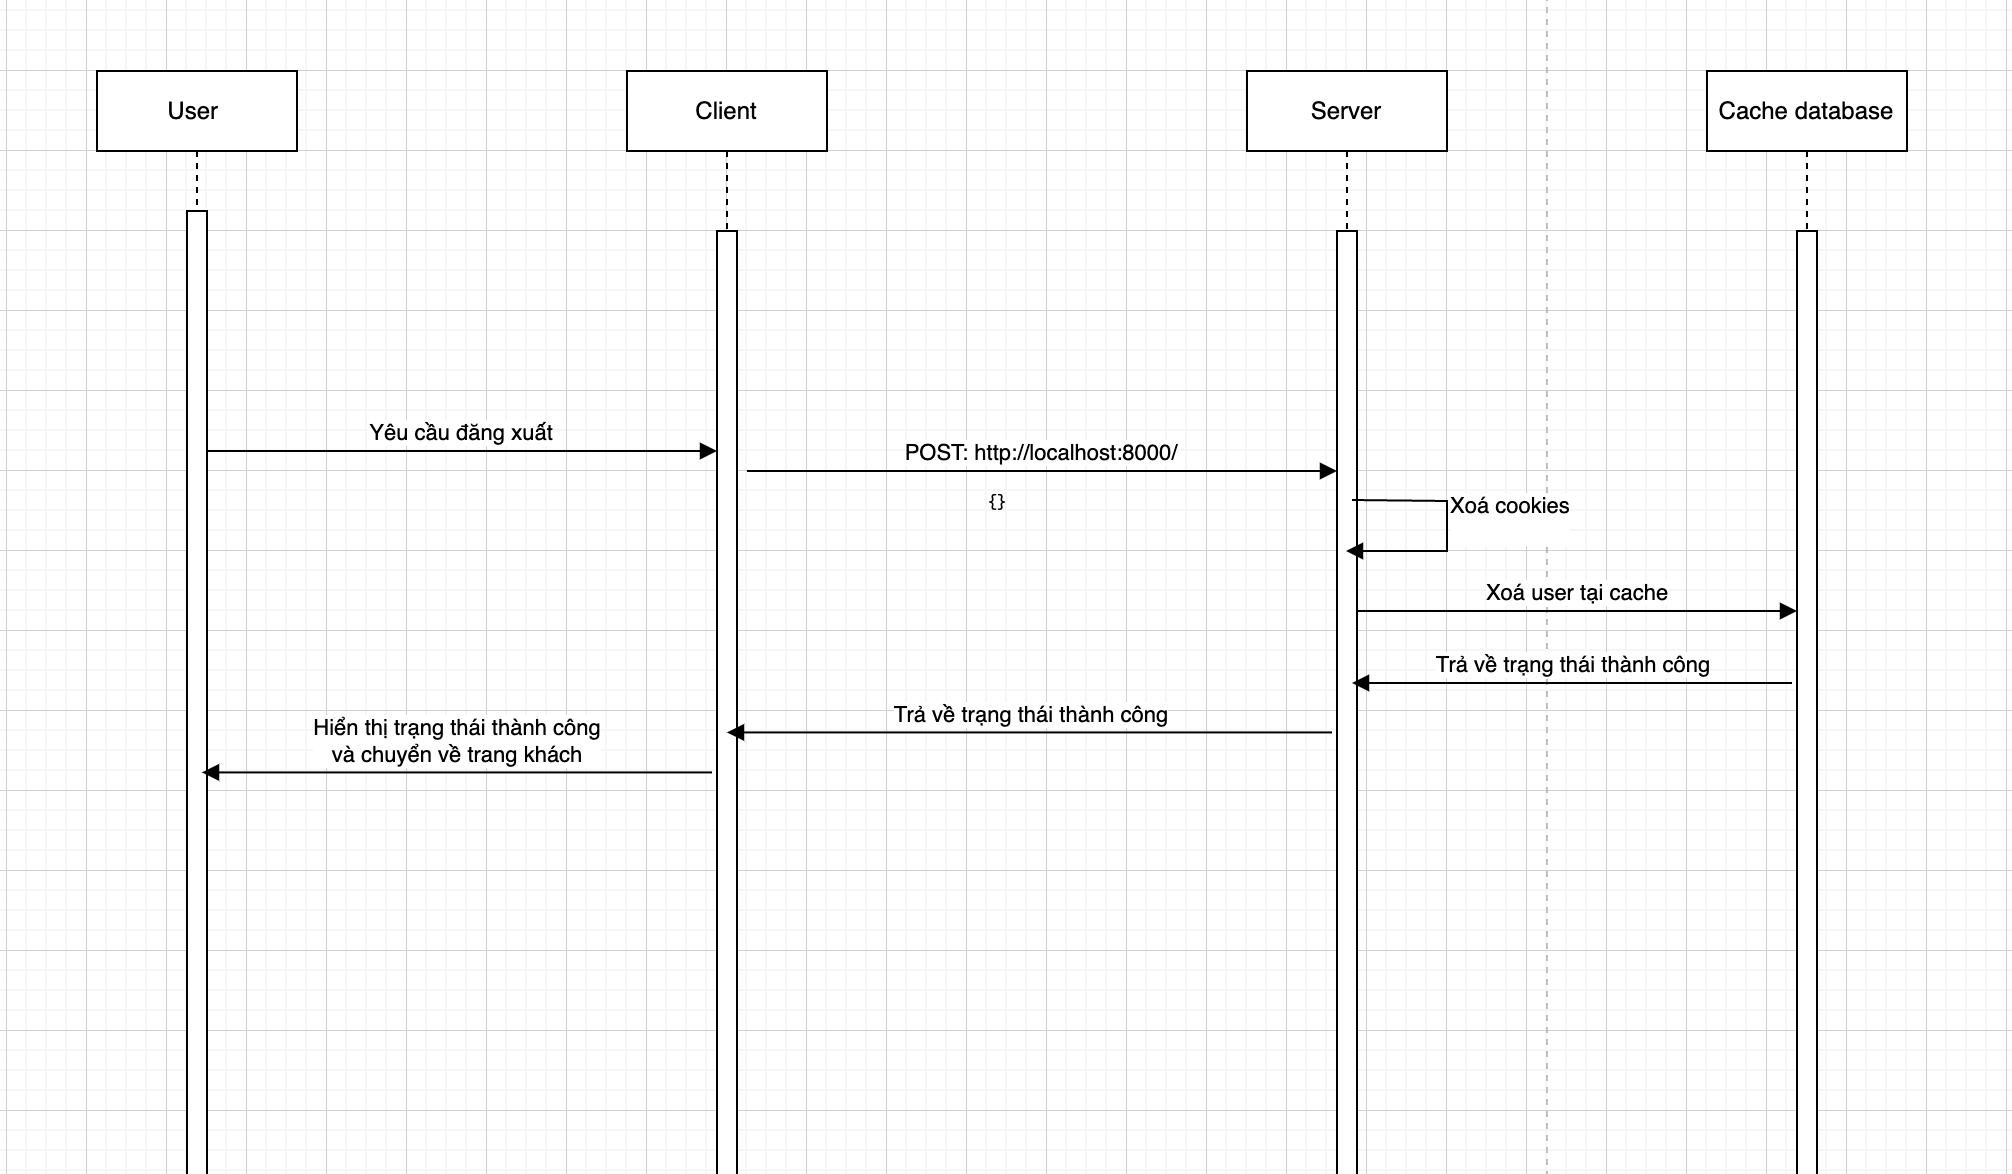 User
Client
Server
Cache database
Yêu cầu đăng xuất
POST: http://localhost:8000/
{}
Xoá cookies
Xoá user tại cache
Trả về trạng thái thành công
Trả về trạng thái thành công
Hiển thị trạng thái thành công
và chuyển về trang khách